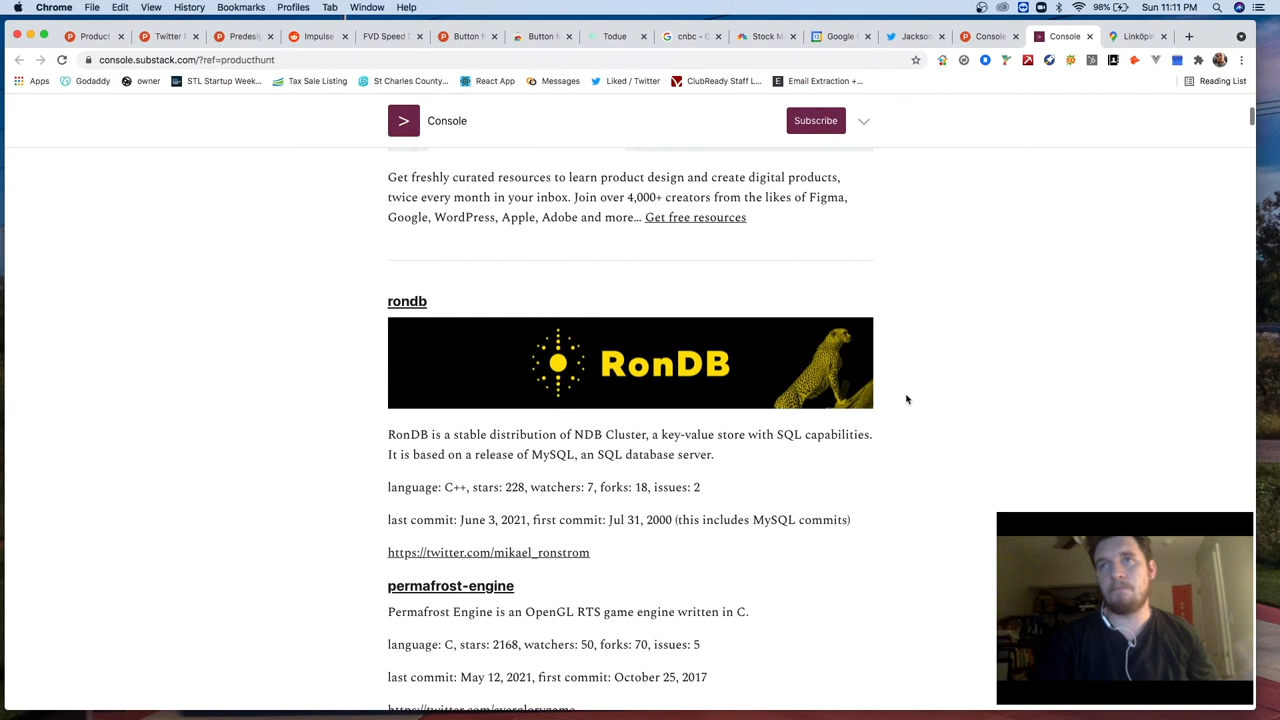 Chrome File Edit View History Bookmarks Profiles Tab Window Help 98% Sun 11:11 PM
Product Twitter F Predesig Impulse FVD Speed D Button f Button f Todue cnbc - G Stock M Google C Jackson Console Console Linköpin
console.substack.com/?ref=producthunt
Apps Godaddy owner STL Startup Week... Tax Sale Listing St Charles County... React App Messages Liked / Twitter ClubReady Staff L... Email Extraction +... Reading List
> Console Subscribe
Get freshly curated resources to learn product design and create digital products,
twice every month in your inbox. Join over 4,000+ creators from the likes of Figma,
Google, WordPress, Apple, Adobe and more... Get free resources
rondb
RonDB
RonDB is a stable distribution of NDB Cluster, a key-value store with SQL capabilities.
It is based on a release of MySQL, an SQL database server.
language: C++, stars: 228, watchers: 7, forks: 18, issues: 2
last commit: June 3, 2021, first commit: Jul 31, 2000 (this includes MySQL commits)
https://twitter.com/mikael_ronstrom
permafrost-engine
Permafrost Engine is an OpenGL RTS game engine written in C.
language: C, stars: 2168, watchers: 50, forks: 70, issues: 5
last commit: May 12, 2021, first commit: October 25, 2017
https://twitter.com/everglorygame